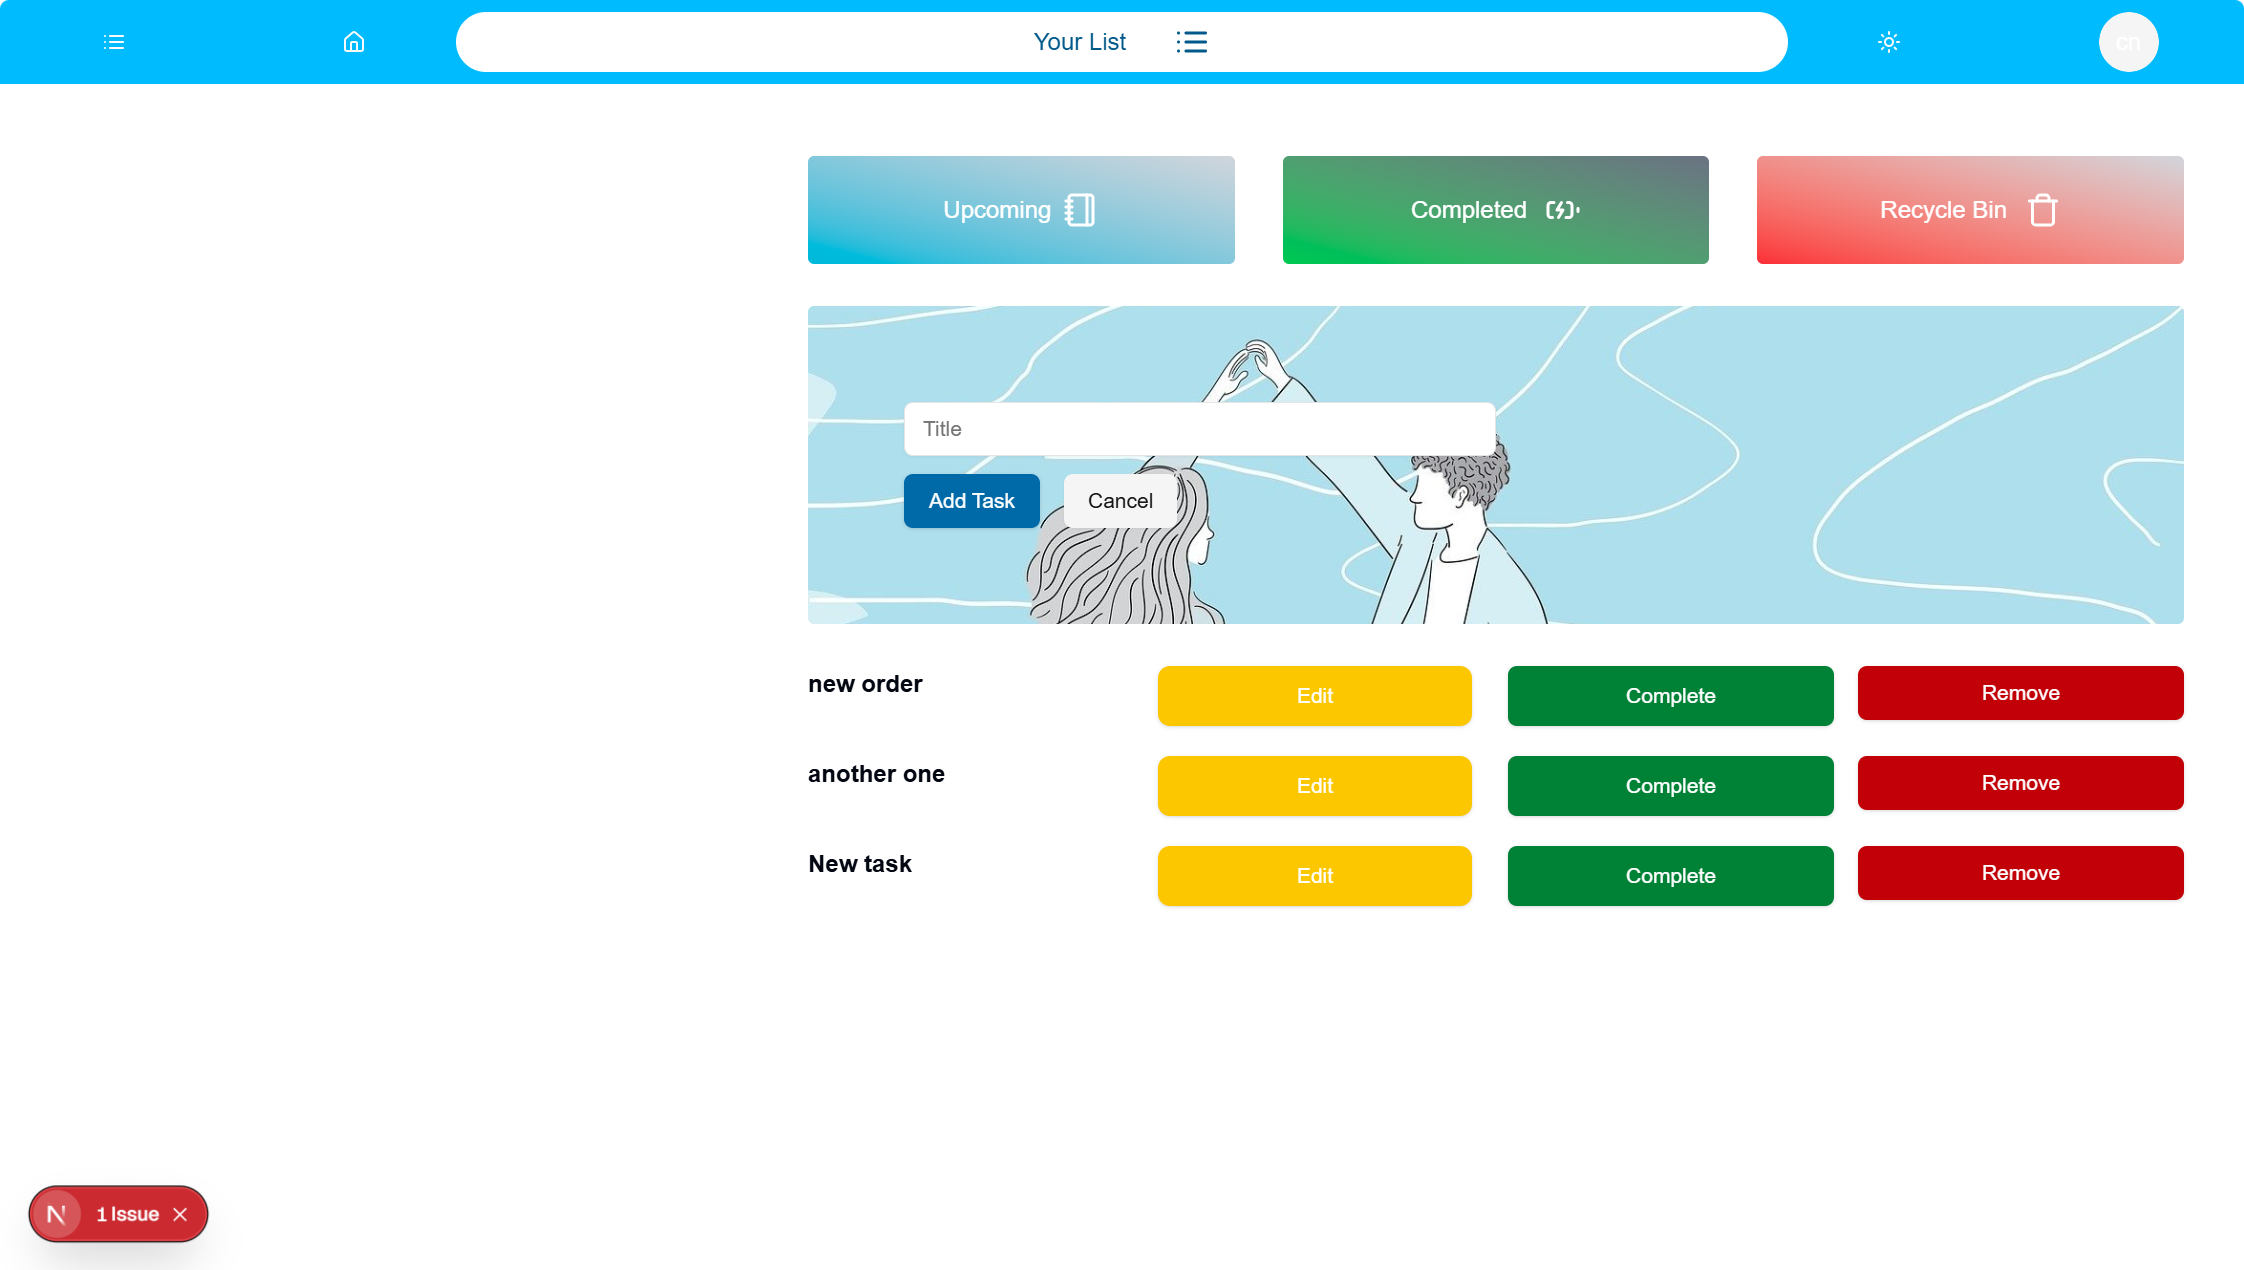 Your List
cn
Upcoming
Completed
Recycle Bin
Title
Add Task
Cancel
new order
Edit
Complete
Remove
another one
Edit
Complete
Remove
New task
Edit
Complete
Remove
N
1 Issue